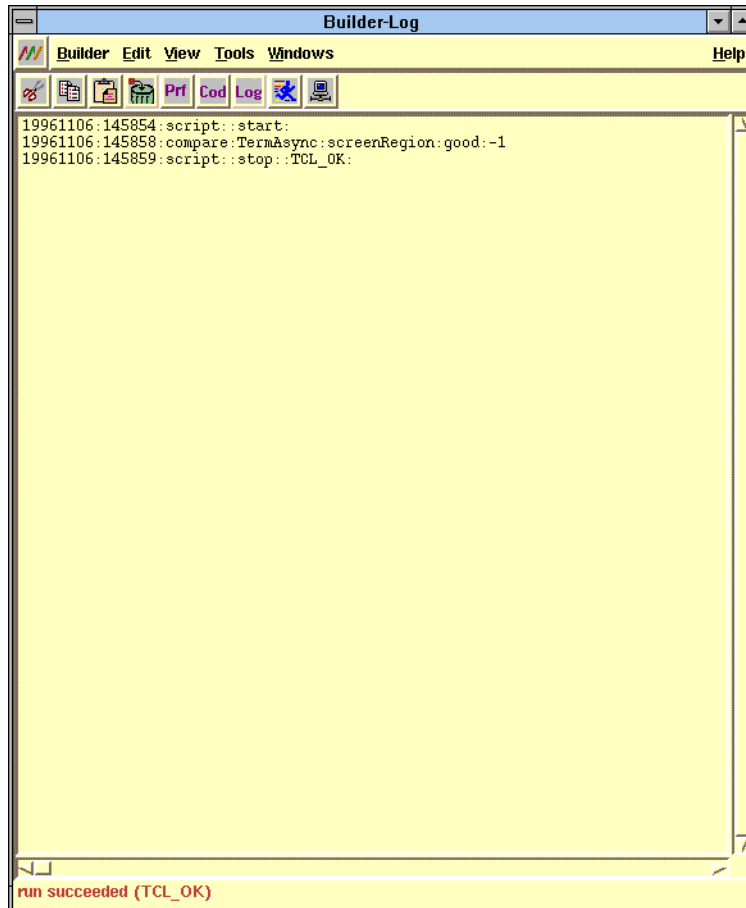 Builder-Log
Builder Edit View Tools Windows Help
Prf Cod Log
19961106:145854:script::start:
19961106:145858:compare:TermAsync:screenRegion:good:-1
19961106:145859:script::stop::TCL_OK:
run succeeded (TCL_OK)